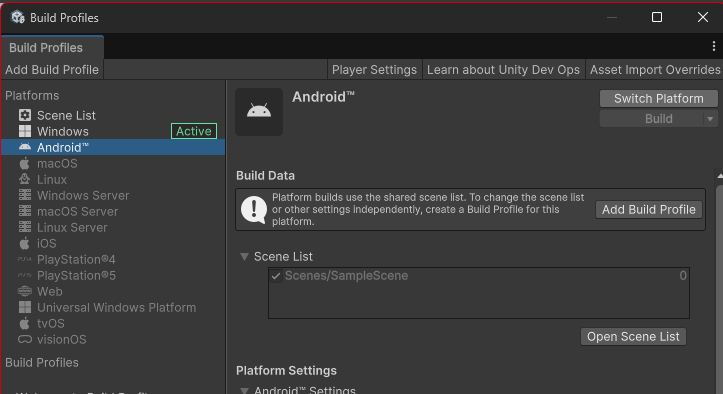 Build Profiles
Build Profiles
Add Build Profile
Player Settings
Learn about Unity Dev Ops
Asset Import Overrides
Platforms
Scene List
Windows
Active
Android™
macOS
Linux
Windows Server
macOS Server
Linux Server
iOS
PlayStation®4
PlayStation®5
Web
Universal Windows Platform
tvOS
visionOS
Build Profiles
Android™
Switch Platform
Build
Build Data
Platform builds use the shared scene list. To change the scene list
or other settings independently, create a Build Profile for this
platform.
Add Build Profile
Scene List
Scenes/SampleScene
0
Open Scene List
Platform Settings
Android™ Settings